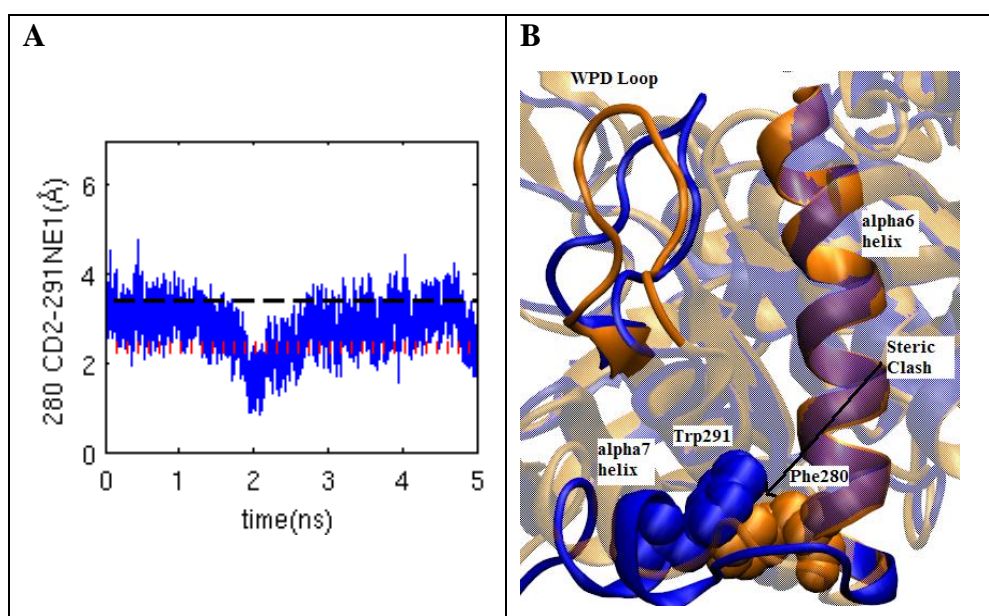 A
280 CD2-291NE1(Å)
6
4
2
0
0 1 2 3 4 5
time(ns)
B
WPD Loop
alpha6
helix
Steric
Clash
Trp291
alpha7
helix
Phe280